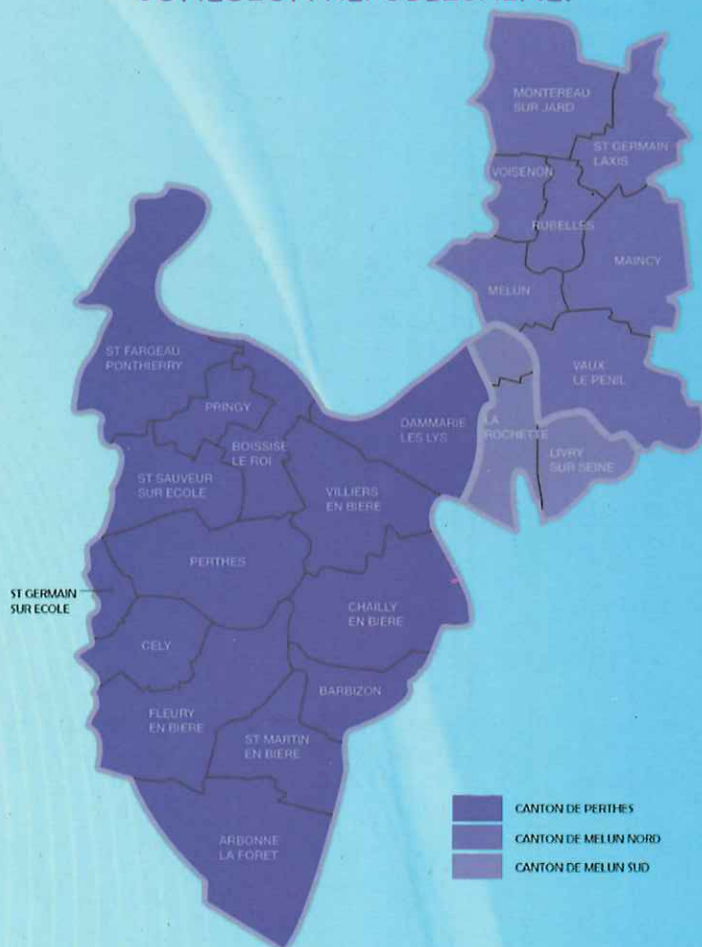 MONTEREAU
SUR JARD
ST GERMAIN
LAXIS
VOISENON
RUBELLES
MAINCY
MELUN
ST FARGEAU
PONTHIERRY
VAUX
LE PENIL
PRINGY
DAMMARIE
LES LYS
LA
ROCHETTE
BOISSISE
LE ROI
LIVRY
SUR SEINE
ST SAUVEUR
SUR ECOLE
VILLIERS
EN BIERE
PERTHES
ST GERMAIN
SUR ECOLE
CHAILLY
EN BIERE
CELY
BARBIZON
FLEURY
EN BIERE
ST MARTIN
EN BIERE
ARBONNE
LA FORET
CANTON DE PERTHES
CANTON DE MELUN NORD
CANTON DE MELUN SUD